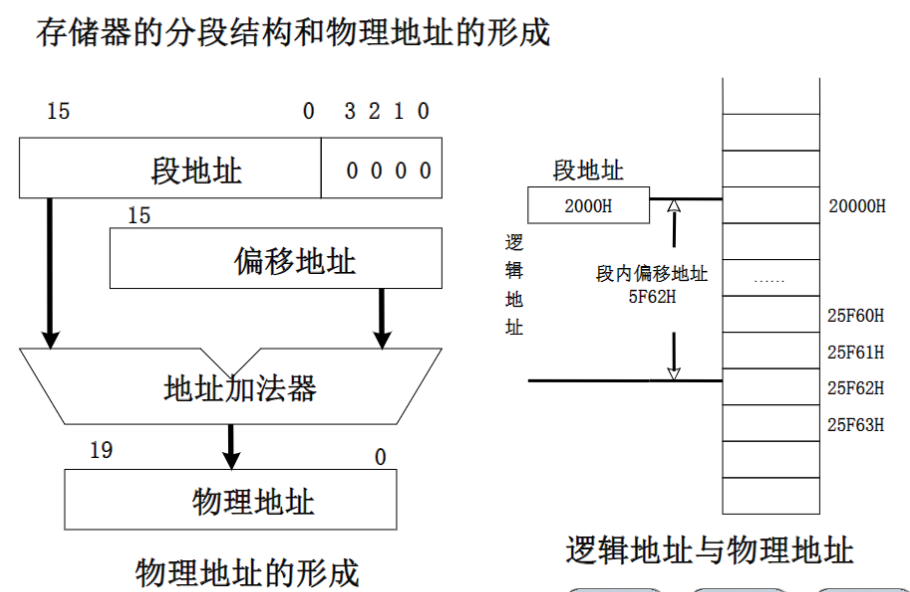 存储器的分段结构和物理地址的形成
15 0 3 2 1 0
段地址 0 0 0 0
15
偏移地址
地址加法器
19 0
物理地址
物理地址的形成
段地址
2000H
20000H
逻辑地址
段内偏移地址
5F62H
......
25F60H
25F61H
25F62H
25F63H
逻辑地址与物理地址